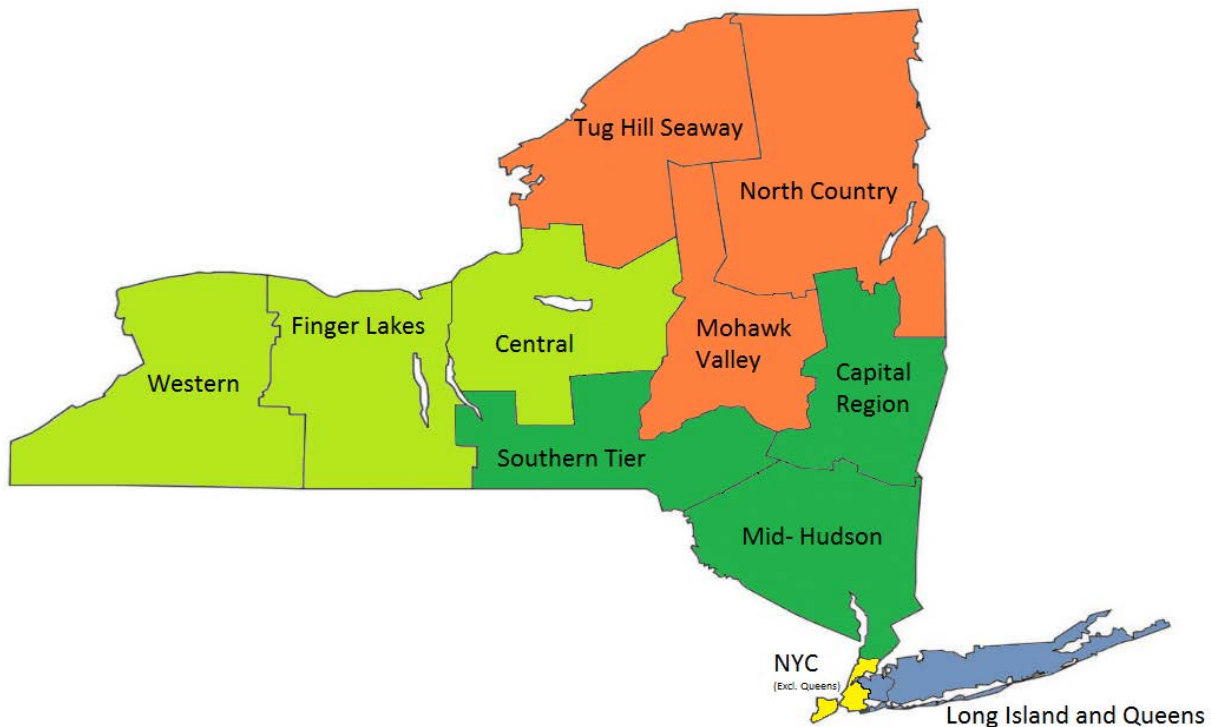 Tug Hill Seaway
North Country
Finger Lakes
Central
Mohawk
Valley
Western
Capital
Region
Southern Tier
Mid- Hudson
NYC
(Excl. Queens)
Long Island and Queens